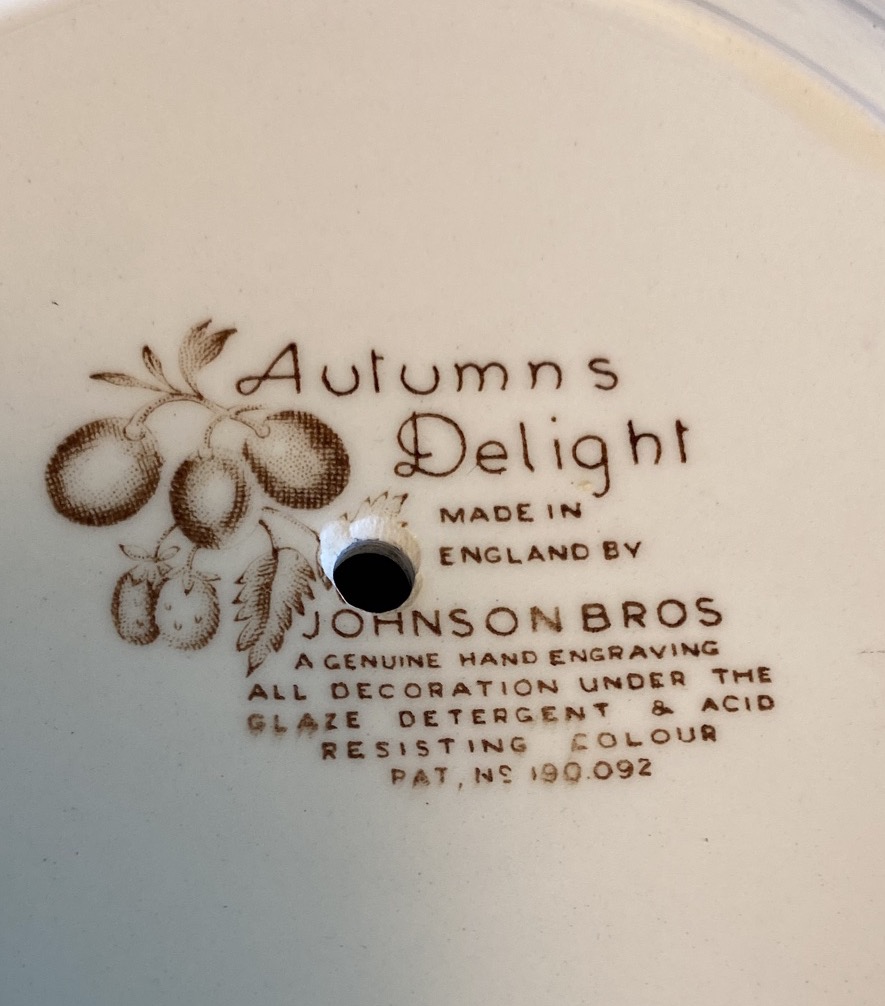 Autumns
Delight
MADE IN
ENGLAND BY
JOHNSON BROS
A GENUINE HAND ENGRAVING
ALL DECORATION UNDER THE
GLAZE DETERGENT & ACID
RESISTING COLOUR
PAT, Nº 190.092